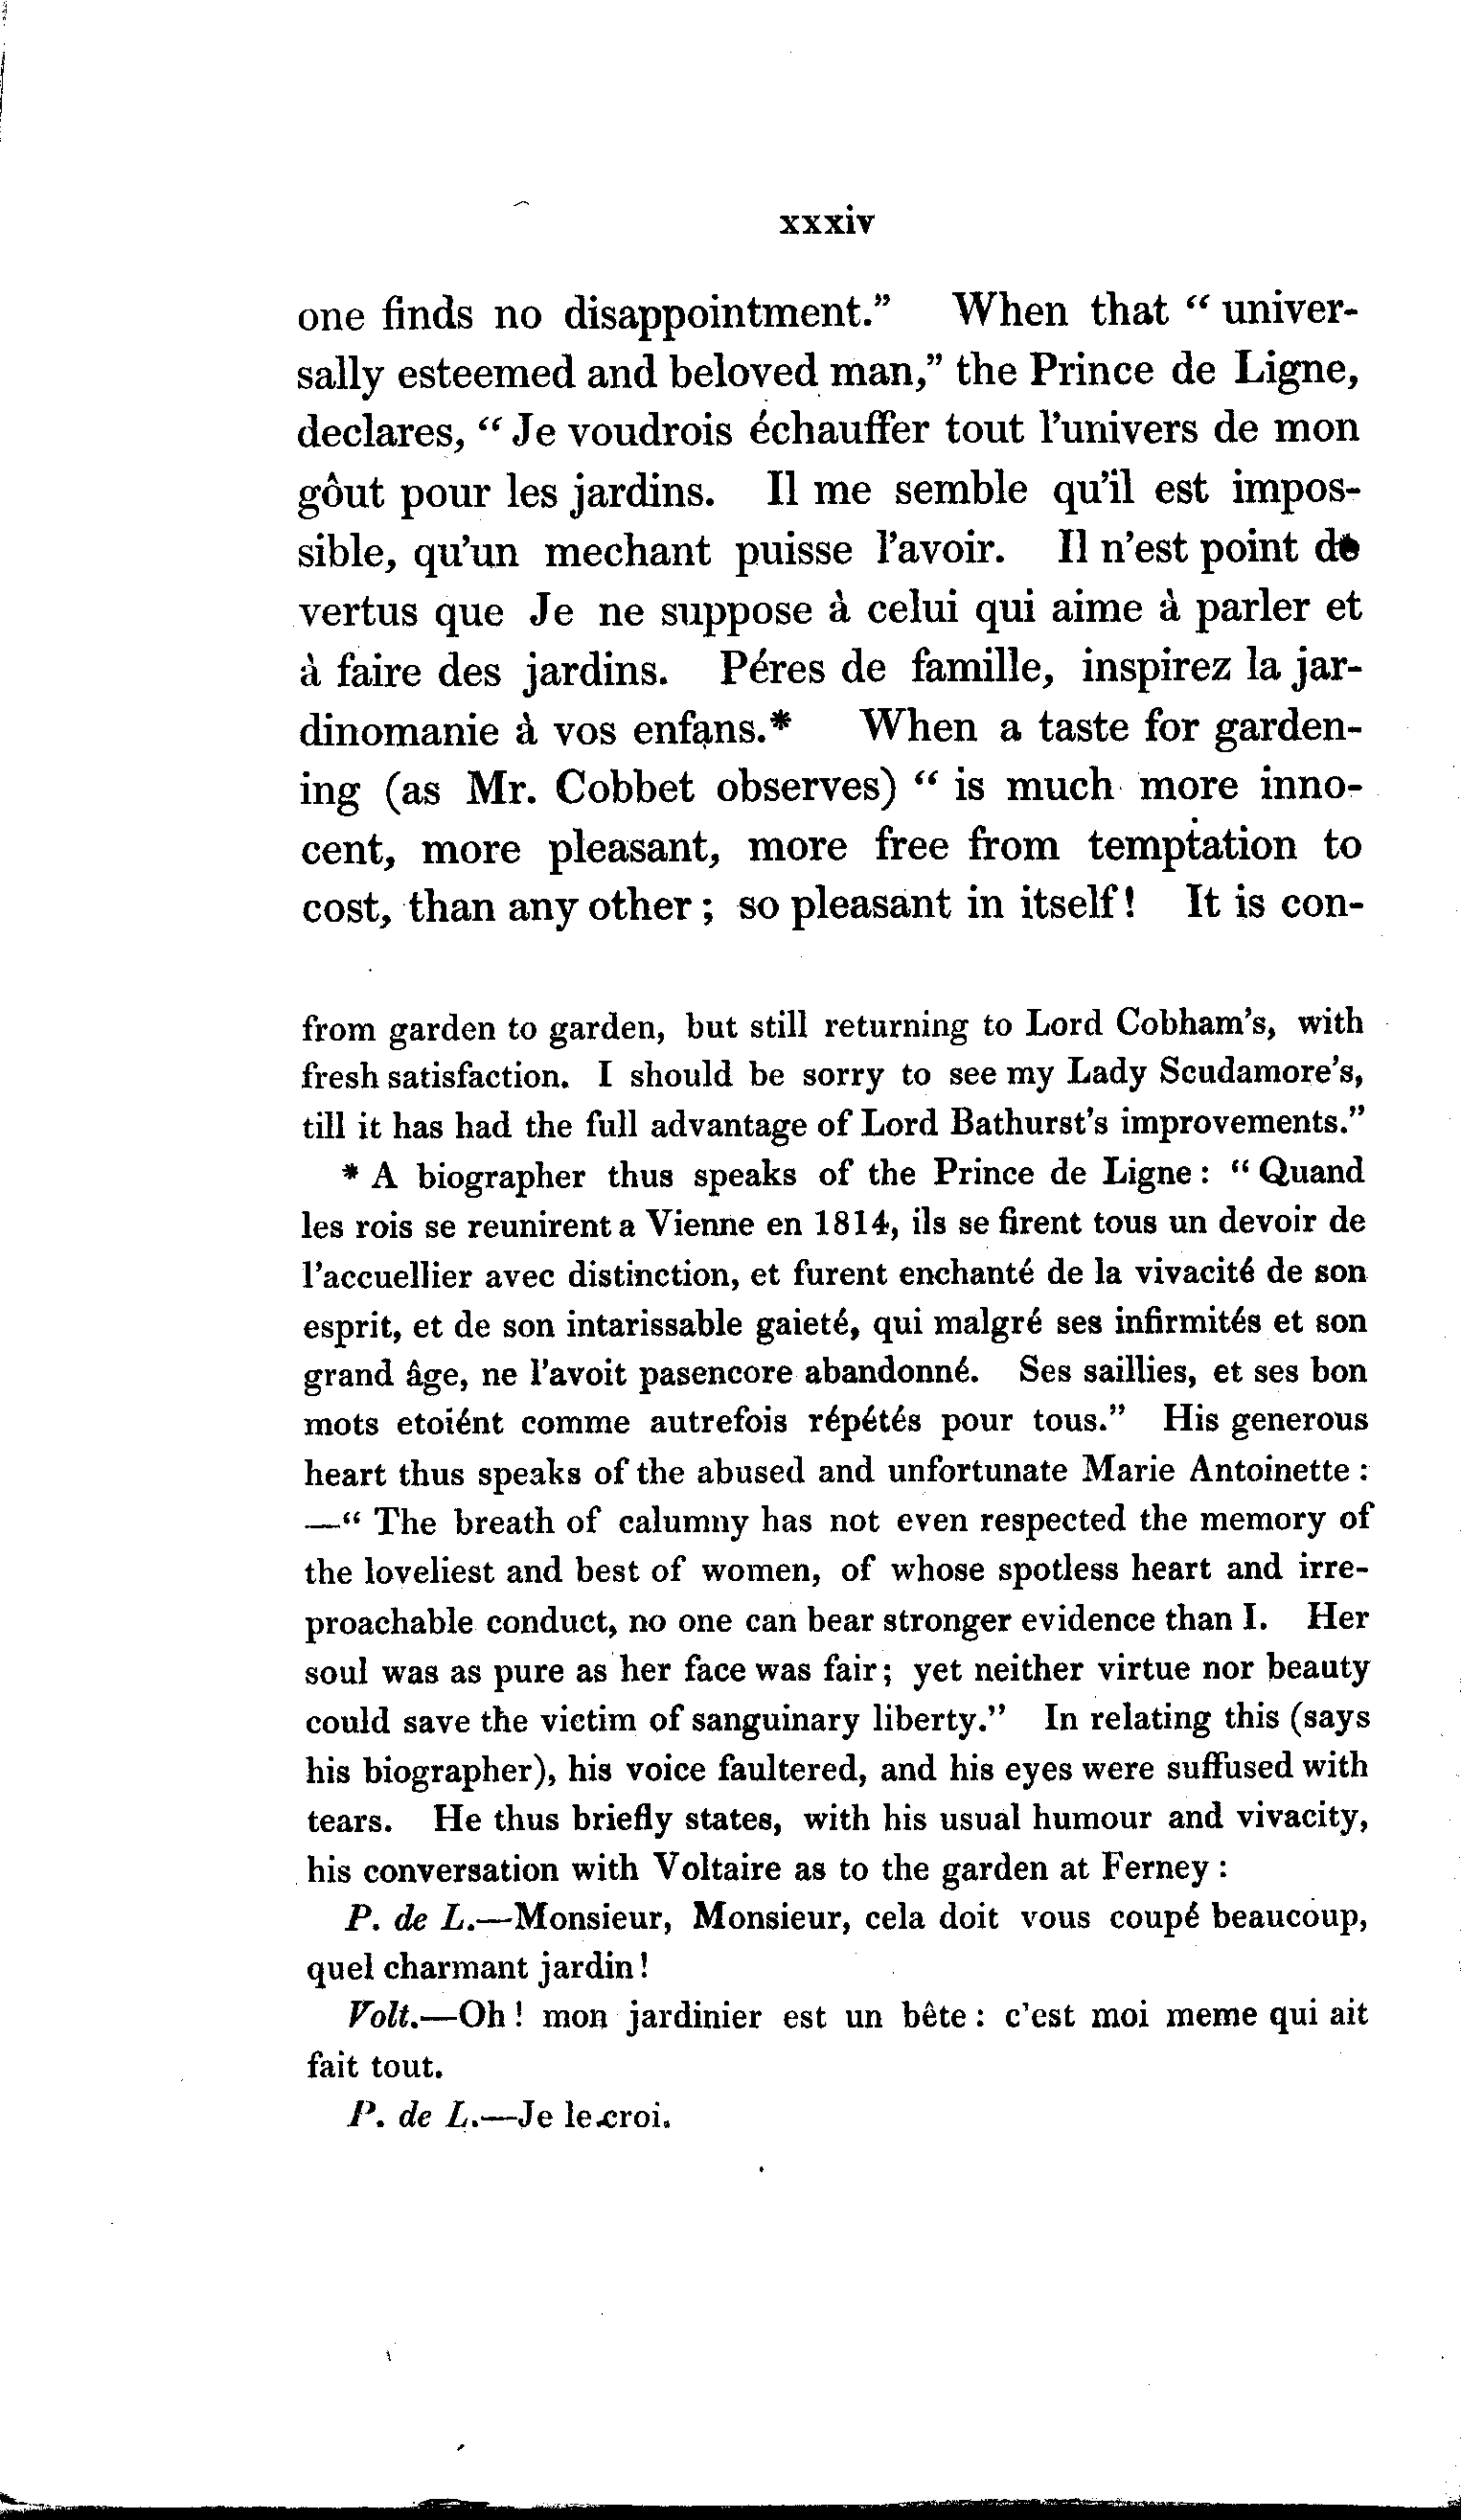 xxxiv
one finds no disappointment.” When that “ univer-
sally esteemed and beloved man,” the Prince de Ligne,
declares, “ Je voudrois échauffer tout l’univers de mon
gôut pour les jardins. Il me semble qu’il est impos-
sible, qu’un mechant puisse l’avoir. Il n’est point de
vertus que Je ne suppose à celui qui aime à parler et
à faire des jardins. Péres de famille, inspirez la jar-
dinomanie à vos enfans.* When a taste for garden-
ing (as Mr. Cobbet observes) “ is much more inno-
cent, more pleasant, more free from temptation to
cost, than any other ; so pleasant in itself ! It is con-
from garden to garden, but still returning to Lord Cobham’s, with
fresh satisfaction. I should be sorry to see my Lady Scudamore’s,
till it has had the full advantage of Lord Bathurst’s improvements.”
* A biographer thus speaks of the Prince de Ligne : “ Quand
les rois se reunirent a Vienne en 1814, ils se firent tous un devoir de
l’accuellier avec distinction, et furent enchanté de la vivacité de son
esprit, et de son intarissable gaieté, qui malgré ses infirmités et son
grand âge, ne l’avoit pasencore abandonné. Ses saillies, et ses bon
mots etoiént comme autrefois répétés pour tous.” His generous
heart thus speaks of the abused and unfortunate Marie Antoinette :
—“ The breath of calumny has not even respected the memory of
the loveliest and best of women, of whose spotless heart and irre-
proachable conduct, no one can bear stronger evidence than I. Her
soul was as pure as her face was fair ; yet neither virtue nor beauty
could save the victim of sanguinary liberty.” In relating this (says
his biographer), his voice faultered, and his eyes were suffused with
tears. He thus briefly states, with his usual humour and vivacity,
his conversation with Voltaire as to the garden at Ferney :
P. de L.—Monsieur, Monsieur, cela doit vous coupé beaucoup,
quel charmant jardin !
Volt.—Oh ! mon jardinier est un bête : c’est moi meme qui ait
fait tout.
P. de L.—Je le croi.